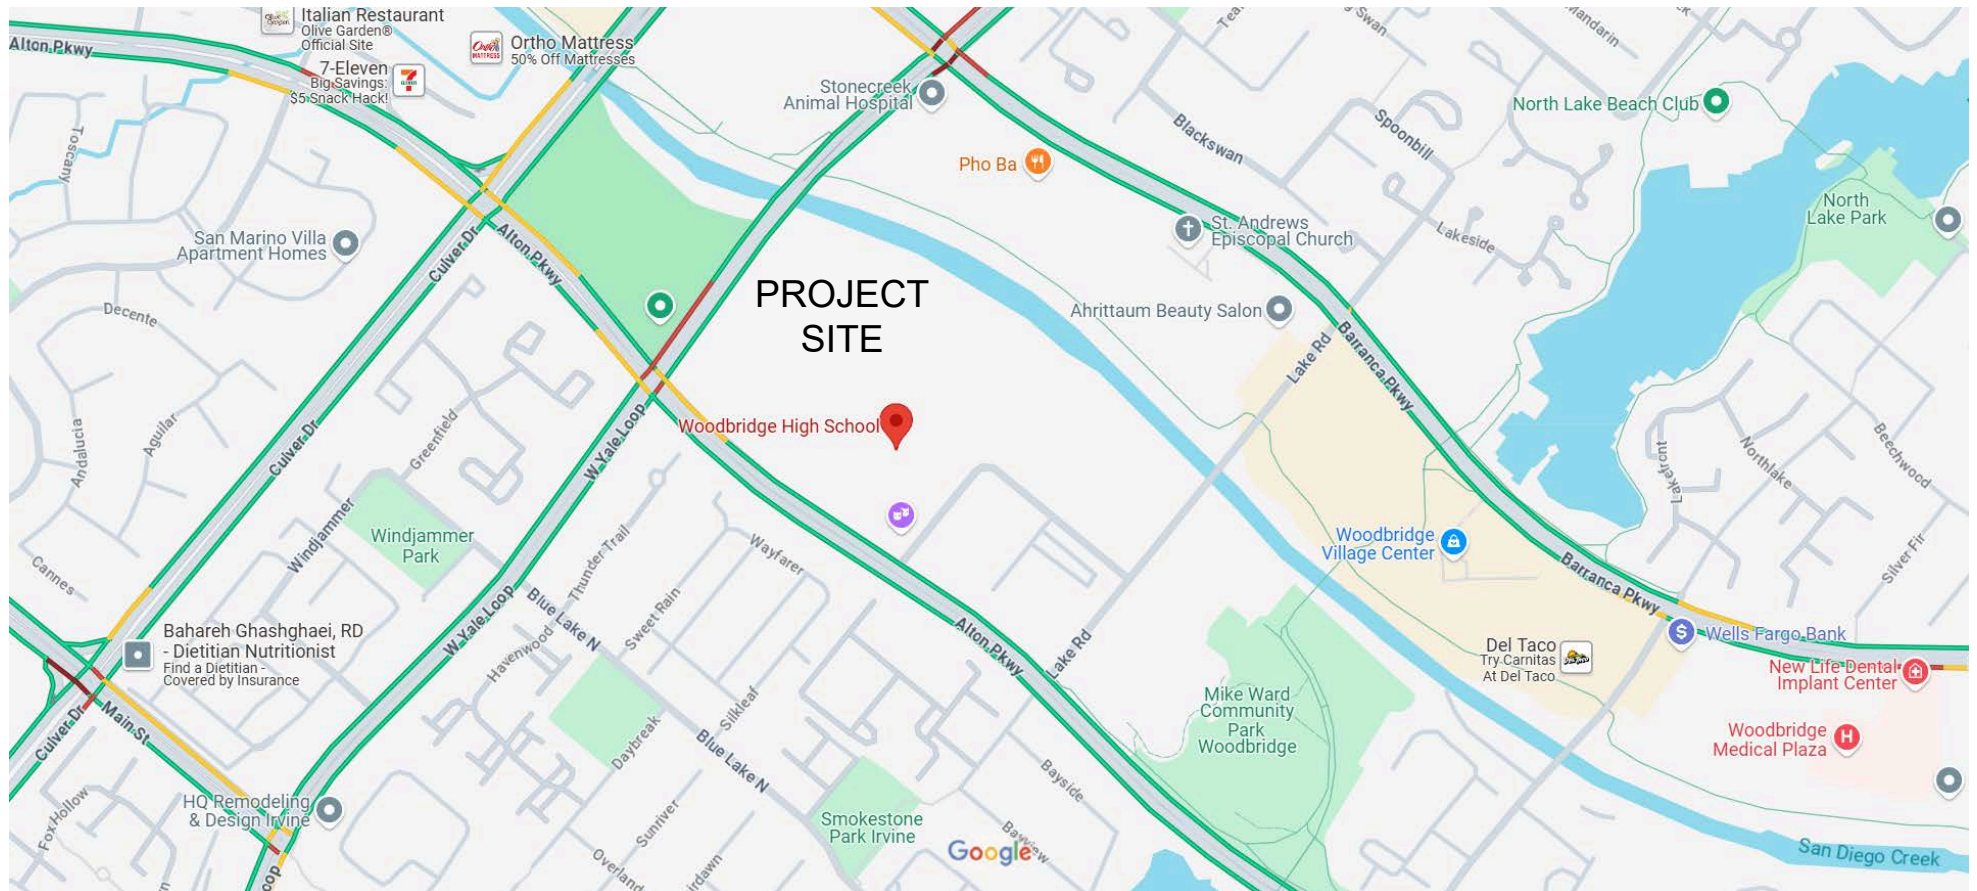 Italian Restaurant
Olive Garden®
Official Site
Alton Pkwy
7-Eleven
Big Savings:
$5 Snack Hack!
Ortho Mattress
50% Off Mattresses
Stonecreek
Animal Hospital
Mandarin
North Lake Beach Club
Toscany
Blackswan
Spoonbill
Pho Ba
North
Lake Park
St. Andrews
Episcopal Church
Lakeside
San Marino Villa
Apartment Homes
Culver Dr
Alton Pkwy
PROJECT
SITE
Decente
Ahrittaum Beauty Salon
Lake Rd
Barranca Pkwy
Woodbridge High School
Andalucia
Aguilar
Culver Dr
Greenfield
W Yale Loop
Lakefront
Northlake
Beechwood
Windjammer
Windjammer
Park
Thunder Trail
Wayfarer
Woodbridge
Village Center
Barranca Pkwy
Silver Fir
Cannes
Blue Lake N
Sweet Rain
W Yale Loop
Havenwood
Alton Pkwy
Lake Rd
Bahareh Ghashghaei, RD
- Dietitian Nutritionist
Find a Dietitian -
Covered by Insurance
Wells Fargo Bank
Del Taco
Try Carnitas
At Del Taco
New Life Dental
Implant Center
Culver Dr
Main St
Silkleaf
Daybreak
Blue Lake N
Mike Ward
Community
Park
Woodbridge
Woodbridge
Medical Plaza
Bayside
Fox Hollow
HQ Remodeling
& Design Irvine
Sunriver
Smokestone
Park Irvine
Overland
Bayview
Google
San Diego Creek